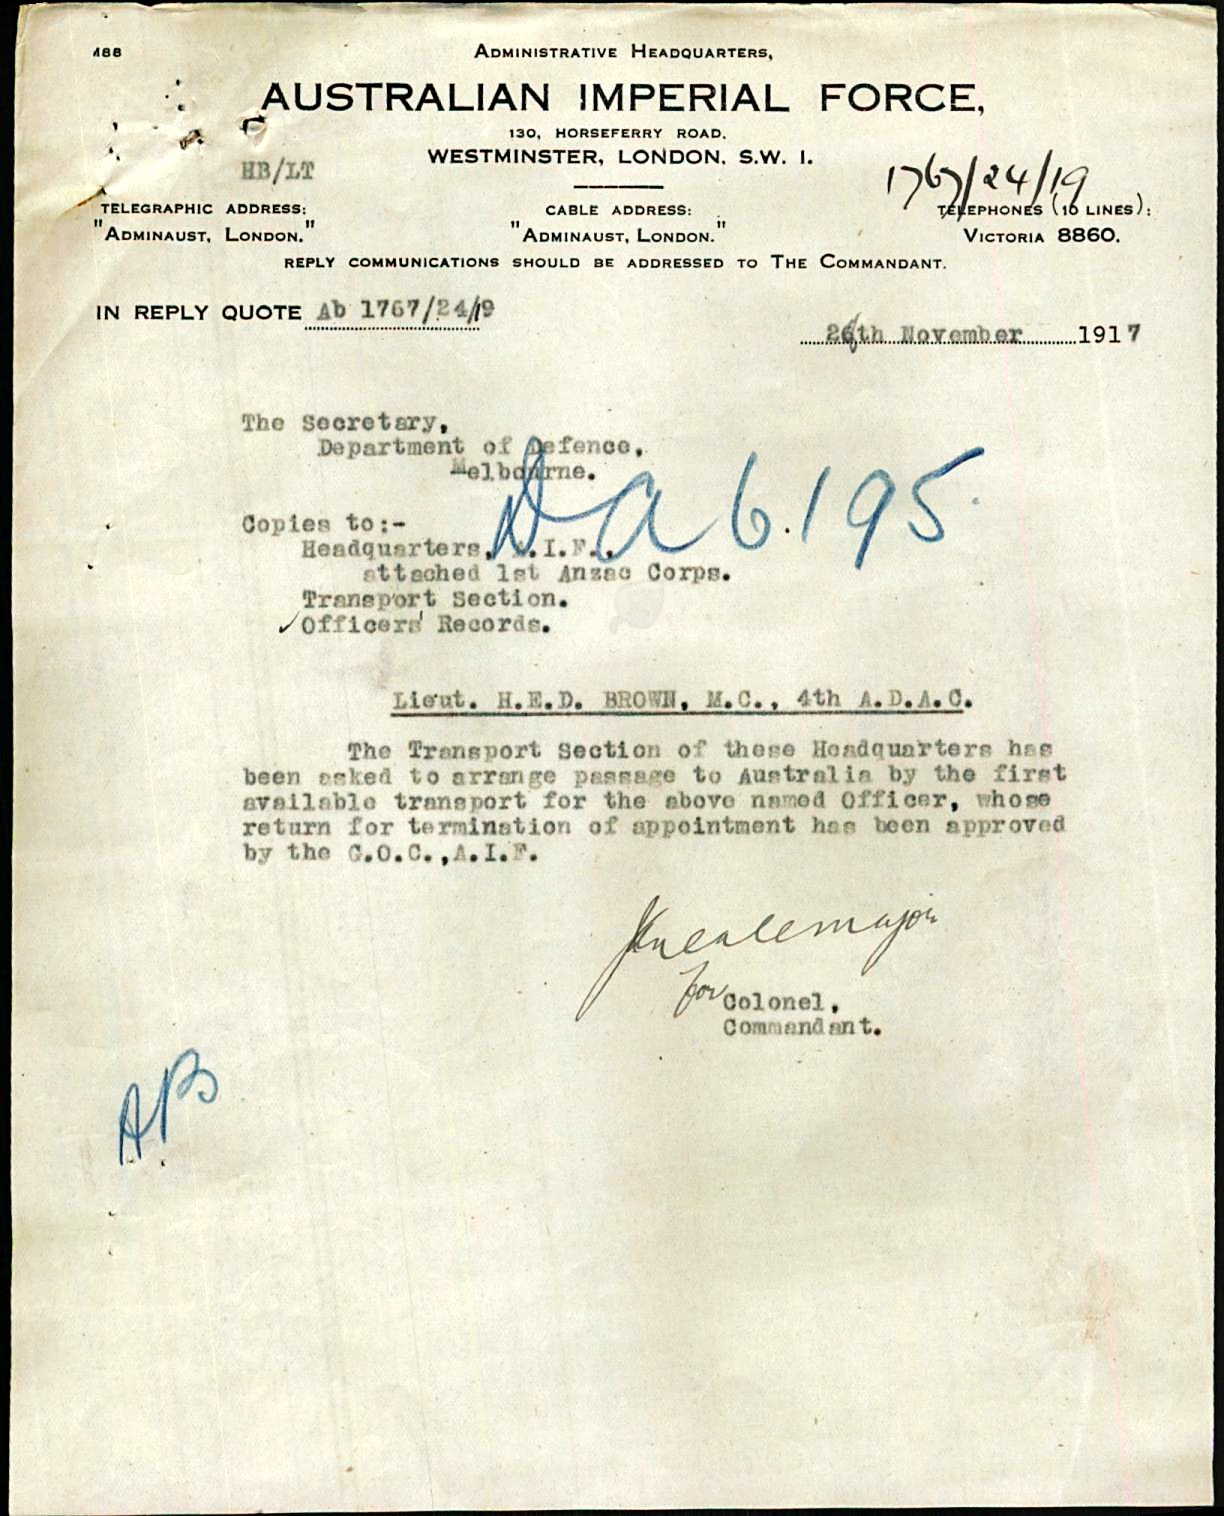 488
ADMINISTRATIVE HEADQUARTERS,
AUSTRALIAN IMPERIAL FORCE,
130, HORSEFERRY ROAD,
WESTMINSTER, LONDON. S.W. 1.
HB/LT
1767/24/19
TELEGRAPHIC ADDRESS:
"ADMINAUST, LONDON."
CABLE ADDRESS:
"ADMINAUST, LONDON."
TELEPHONES (10 LINES):
VICTORIA 8860.
REPLY COMMUNICATIONS SHOULD BE ADDRESSED TO THE COMMANDANT.
IN REPLY QUOTE Ab 1767/24/19
26th November 1917
The Secretary,
Department of Defence,
Melbourne.
DA 6.195
Copies to:-
Headquarters, A.I.F.,
attached 1st Anzac Corps.
Transport Section.
✓Officers' Records.
Lieut. H.E.D. BROWN, M.C., 4th A.D.A.C.
The Transport Section of these Headquarters has
been asked to arrange passage to Australia by the first
available transport for the above named Officer, whose
return for termination of appointment has been approved
by the G.O.C.,A.I.F.
major
for Colonel,
Commandant.
AB